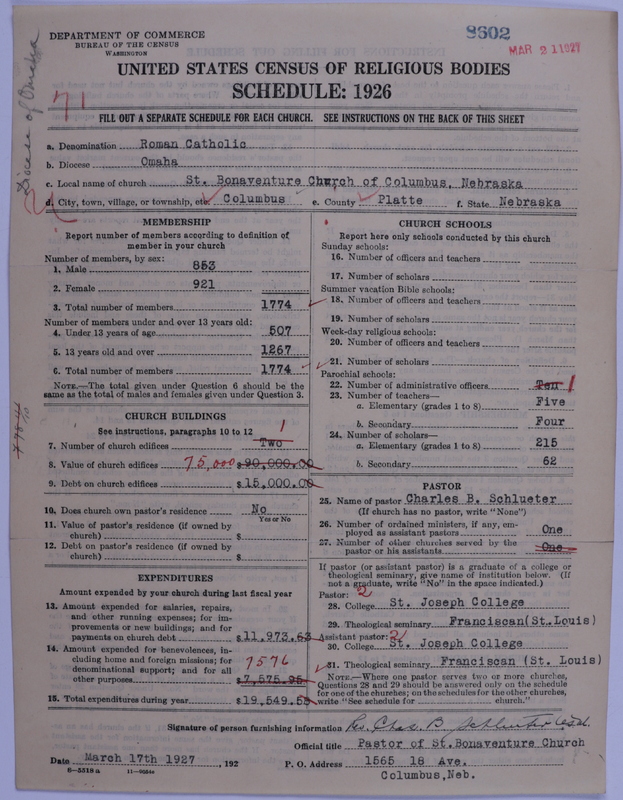 DEPARTMENT OF COMMERCE
BUREAU OF THE CENSUS
WASHINGTON
8602
MAR 21 1927
UNITED STATES CENSUS OF RELIGIOUS BODIES
SCHEDULE: 1926
71
Diocese of Omaha
FILL OUT A SEPARATE SCHEDULE FOR EACH CHURCH. SEE INSTRUCTIONS ON THE BACK OF THIS SHEET
a. Denomination Roman Catholic
b. Diocese Omaha
c. Local name of church St. Bonaventure Church of Columbus, Nebraska
d. City, town, village, or township, etc Columbus e. County Platte f. State Nebraska
MEMBERSHIP
Report number of members according to definition of
member in your church
Number of members, by sex:
1. Male 853
2. Female 921
3. Total number of members 1774
Number of members under and over 13 years old:
4. Under 13 years of age 507
5. 13 years old and over 1267
6. Total number of members 1774
NOTE.—The total given under Question 6 should be the
same as the total of males and females given under Question 3.
CHURCH BUILDINGS
See instructions, paragraphs 10 to 12
7. Number of church edifices Two 1
8. Value of church edifices 75,000 $90,000.00
9. Debt on church edifices $15,000.00
10. Does church own pastor's residence No
Yes or No
11. Value of pastor's residence (if owned by
church) $
12. Debt on pastor's residence (if owned by
church) $
EXPENDITURES
Amount expended by your church during last fiscal year
13. Amount expended for salaries, repairs,
and other running expenses; for im-
provements or new buildings; and for
payments on church debt $11,973.63
14. Amount expended for benevolences, in-
cluding home and foreign missions; for
denominational support; and for all
other purposes 7576 $7,575.95
15. Total expenditures during year $19,549.58
CHURCH SCHOOLS
Report here only schools conducted by this church
Sunday schools:
16. Number of officers and teachers
17. Number of scholars
Summer vacation Bible schools:
18. Number of officers and teachers
19. Number of scholars
Week-day religious schools:
20. Number of officers and teachers
21. Number of scholars
Parochial schools:
22. Number of administrative officers Ten 1
23. Number of teachers—
a. Elementary (grades 1 to 8) Five
b. Secondary Four
24. Number of scholars—
a. Elementary (grades 1 to 8) 215
b. Secondary 62
PASTOR
25. Name of pastor Charles B. Schlueter
(If church has no pastor, write "None")
26. Number of ordained ministers, if any, em-
ployed as assistant pastors One
27. Number of other churches served by the
pastor or his assistants One
If pastor (or assistant pastor) is a graduate of a college or
theological seminary, give name of institution below. (If
not a graduate, write "No" in the space indicated.)
Pastor: 2
28. College St. Joseph College
29. Theological seminary Franciscan (St. Louis)
Assistant pastor: 2
30. College St. Joseph College
31. Theological seminary Franciscan (St. Louis)
NOTE.—Where one pastor serves two or more churches,
Questions 28 and 29 should be answered only on the schedule
for one of the churches; on the schedules for the other churches,
write "See schedule for church."
Signature of person furnishing information Rev. Chas. B. Schlueter
Official title Pastor of St. Bonaventure Church
Date March 17th 1927, 192 P. O. Address 1565 18 Ave.
Columbus, Neb.
6—5518a